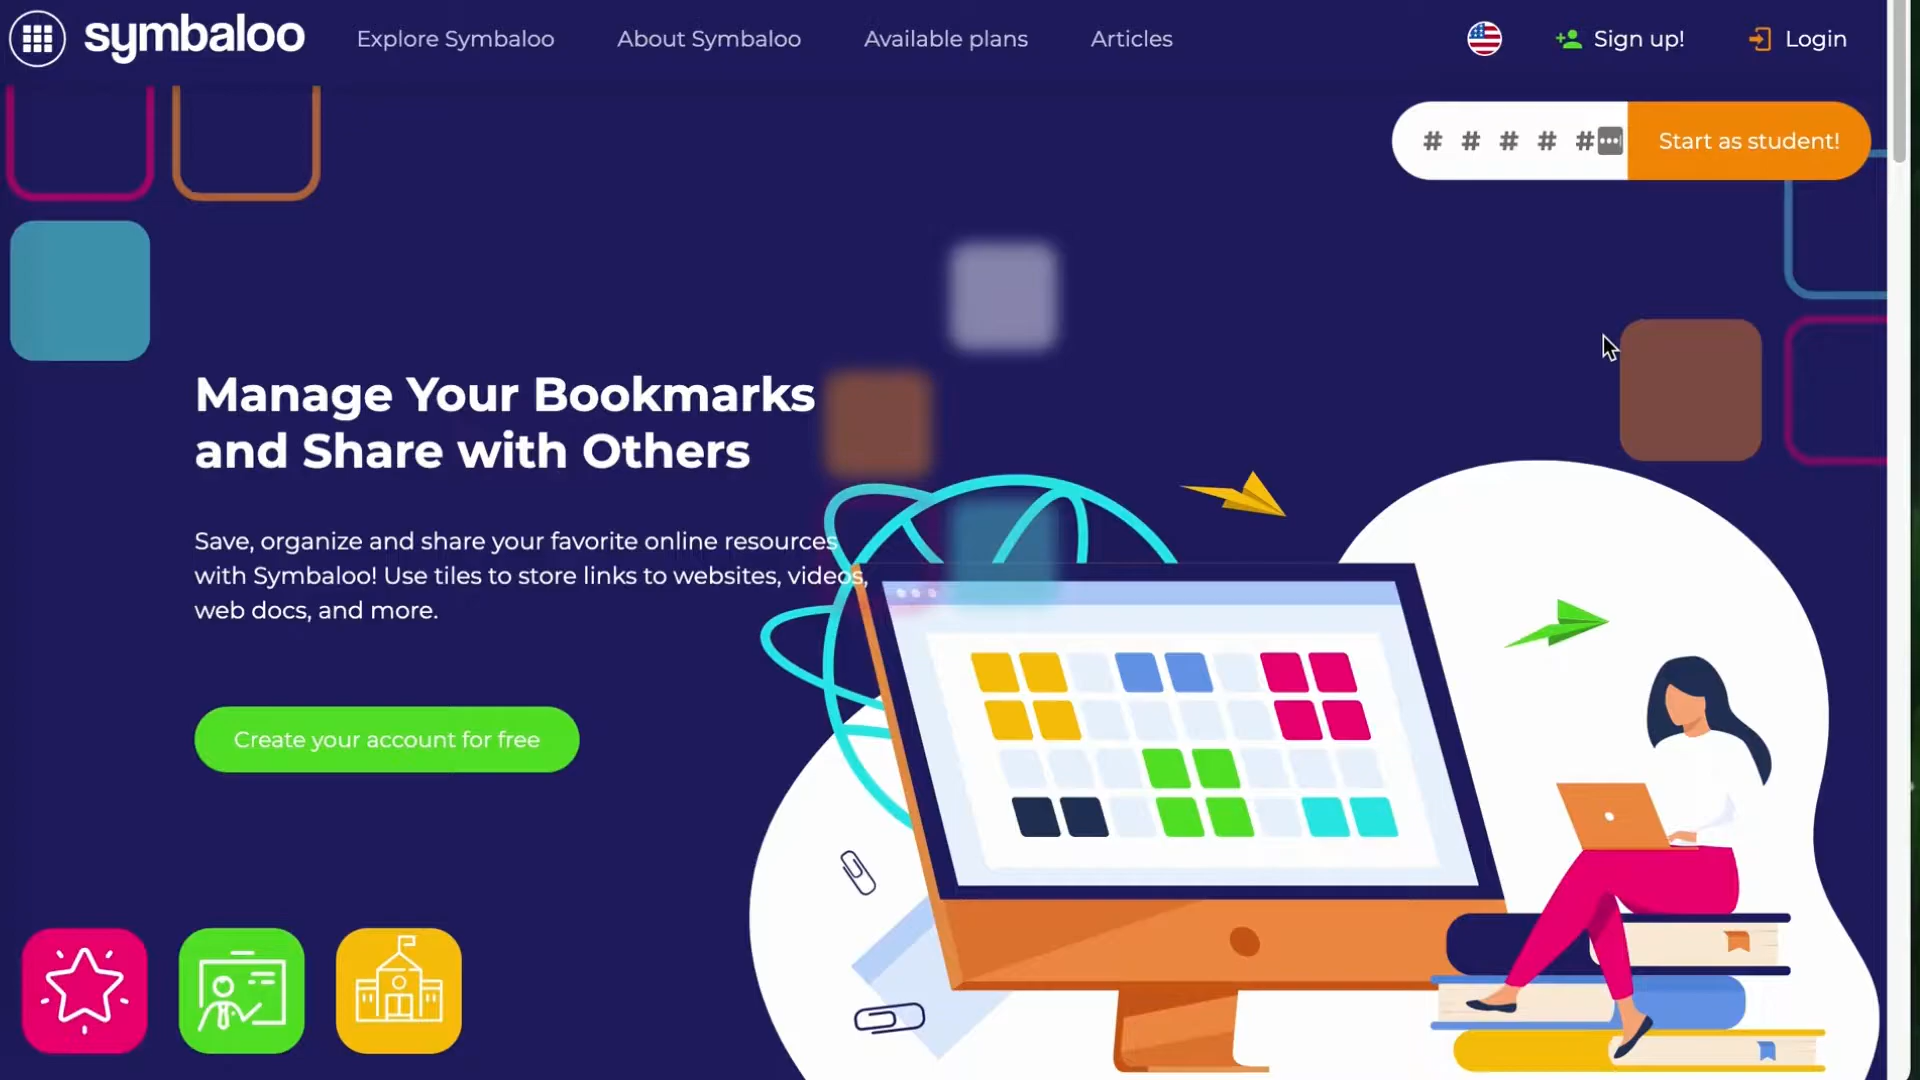 symbaloo
Explore Symbaloo
About Symbaloo
Available plans
Articles
Sign up!
Login
# # # # #
Start as student!
Manage Your Bookmarks
and Share with Others
Save, organize and share your favorite online resources
with Symbaloo! Use tiles to store links to websites, videos,
web docs, and more.
Create your account for free